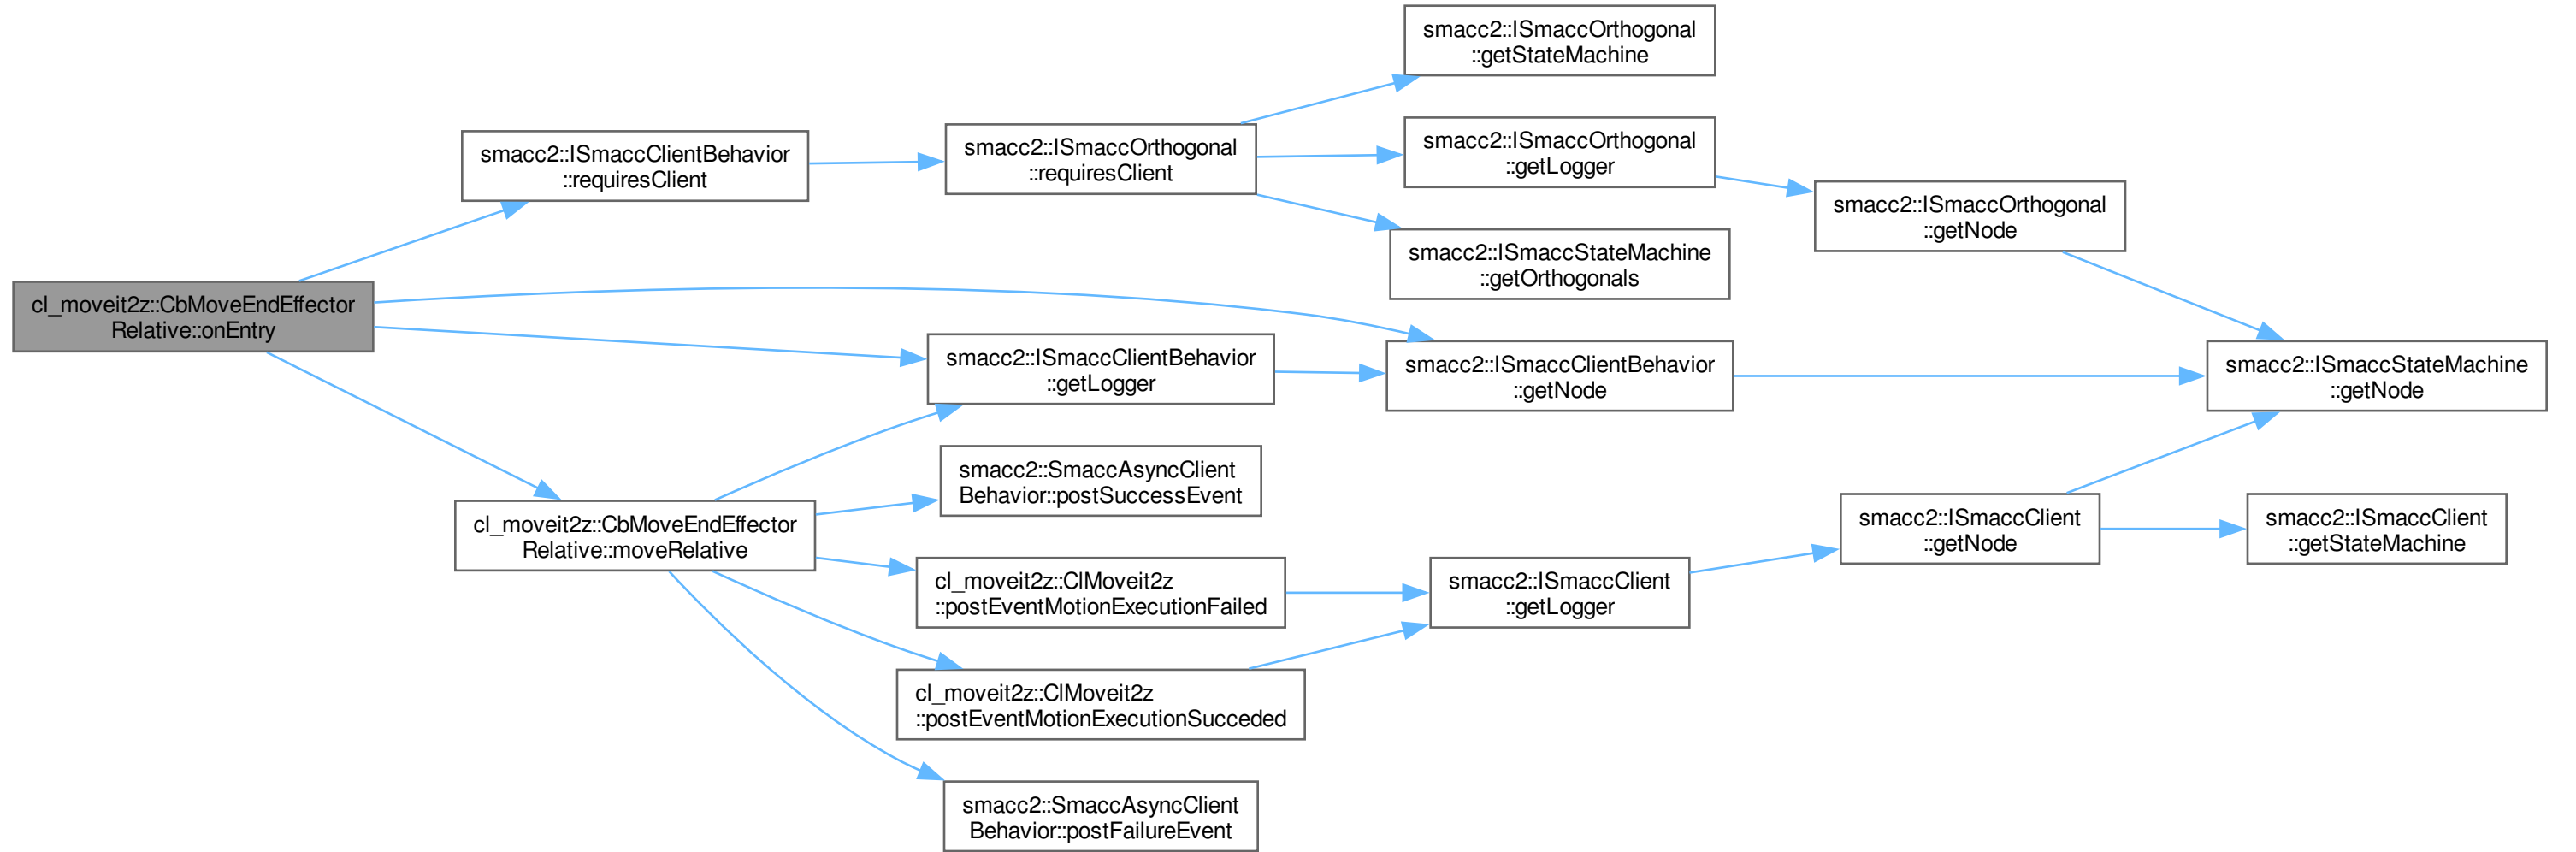 smacc2::ISmaccOrthogonal
::getStateMachine
smacc2::ISmaccOrthogonal
::getLogger
smacc2::ISmaccClientBehavior
::requiresClient
smacc2::ISmaccOrthogonal
::requiresClient
smacc2::ISmaccOrthogonal
::getNode
smacc2::ISmaccStateMachine
::getOrthogonals
cl_moveit2z::CbMoveEndEffector
Relative::onEntry
smacc2::ISmaccClientBehavior
::getLogger
smacc2::ISmaccClientBehavior
::getNode
smacc2::ISmaccStateMachine
::getNode
smacc2::SmaccAsyncClient
Behavior::postSuccessEvent
cl_moveit2z::CbMoveEndEffector
Relative::moveRelative
smacc2::ISmaccClient
::getNode
smacc2::ISmaccClient
::getStateMachine
cl_moveit2z::ClMoveit2z
::postEventMotionExecutionFailed
smacc2::ISmaccClient
::getLogger
cl_moveit2z::ClMoveit2z
::postEventMotionExecutionSucceded
smacc2::SmaccAsyncClient
Behavior::postFailureEvent